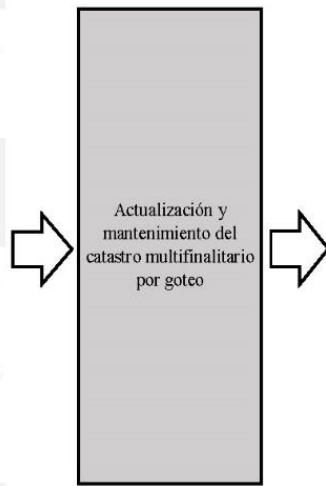 Actualización y
mantenimiento del
catastro multifinalitario
por goteo